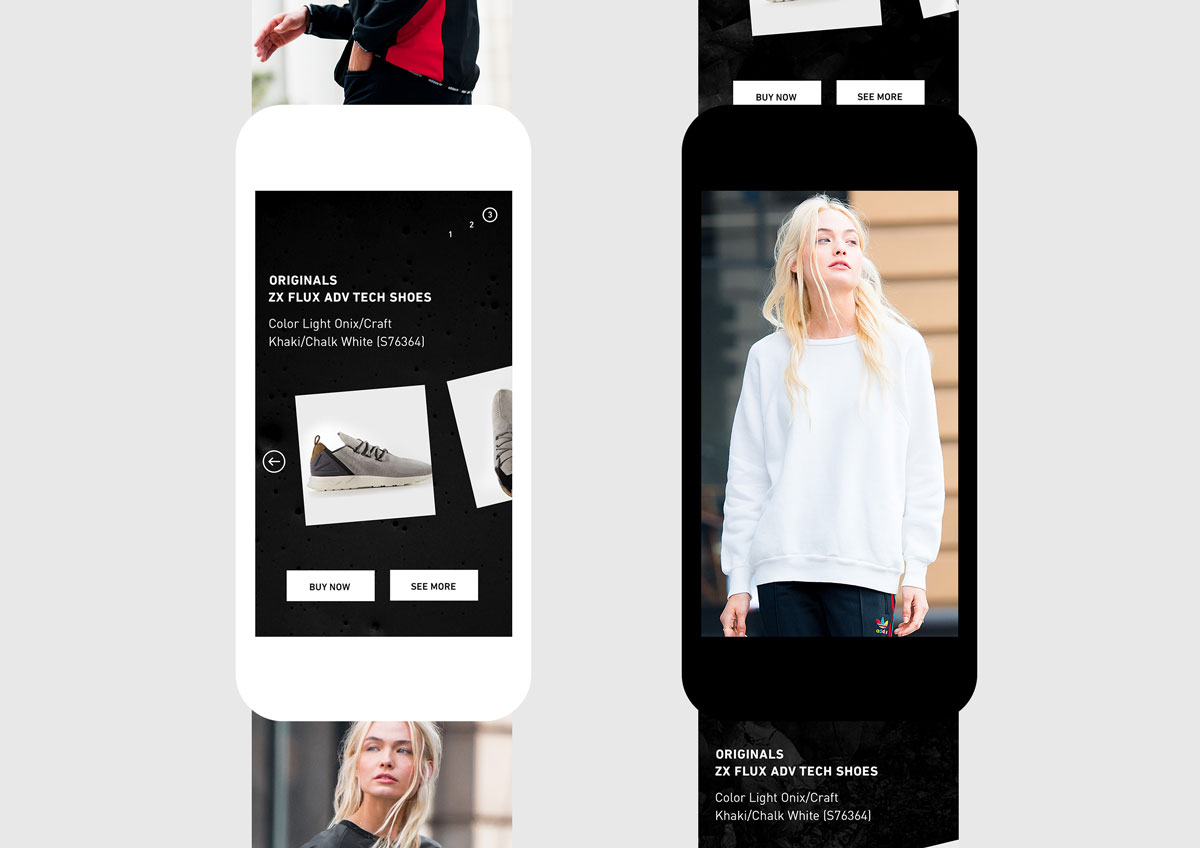 1
2
3
ORIGINALS
ZX FLUX ADV TECH SHOES
Color Light Onix/Craft
Khaki/Chalk White (S76364)
BUY NOW
SEE MORE
BUY NOW
SEE MORE
ORIGINALS
ZX FLUX ADV TECH SHOES
Color Light Onix/Craft
Khaki/Chalk White (S76364)